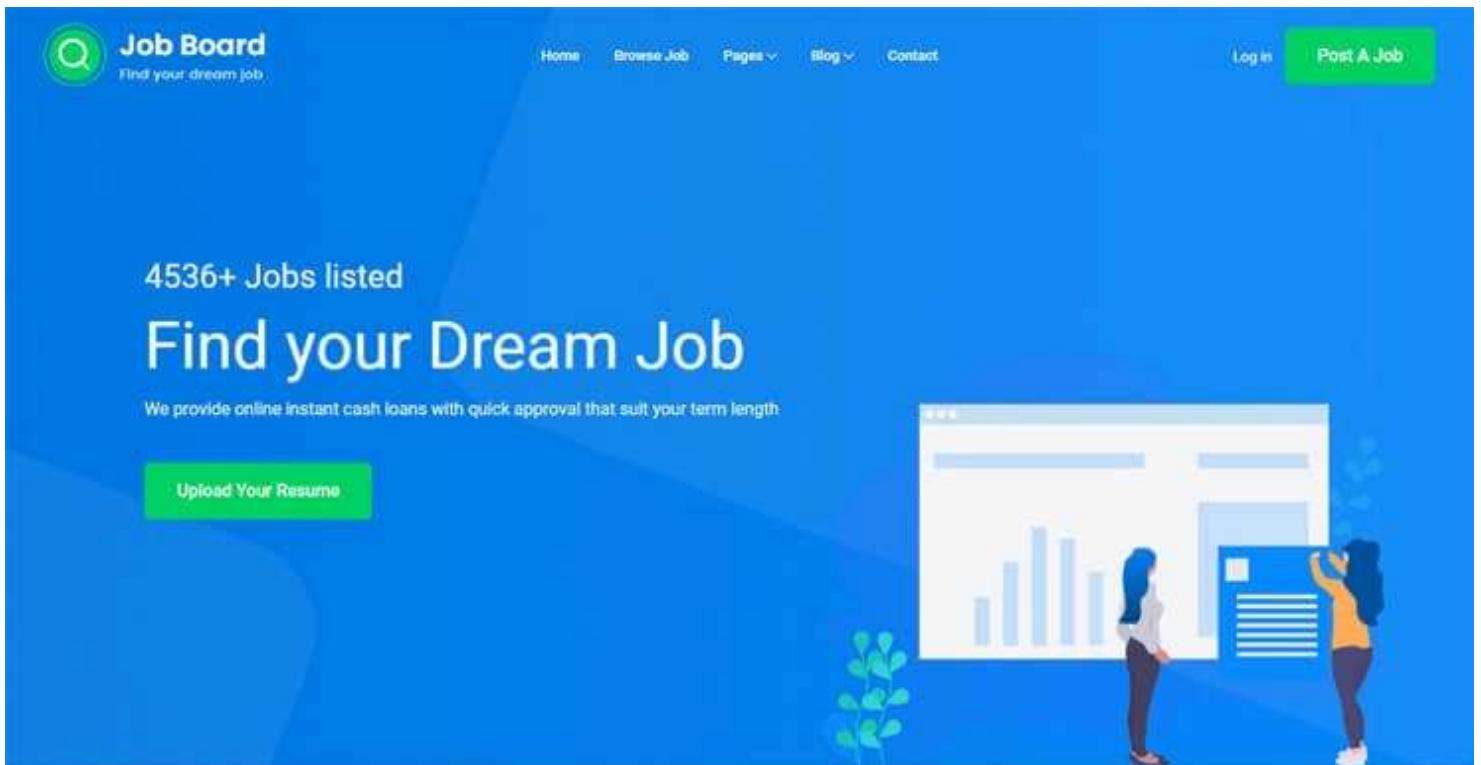 Job Board
Find your dream job
Home Browse Job Pages Blog Contact
Log in Post A Job
4536+ Jobs listed
Find your Dream Job
We provide online instant cash loans with quick approval that suit your term length
Upload Your Resume